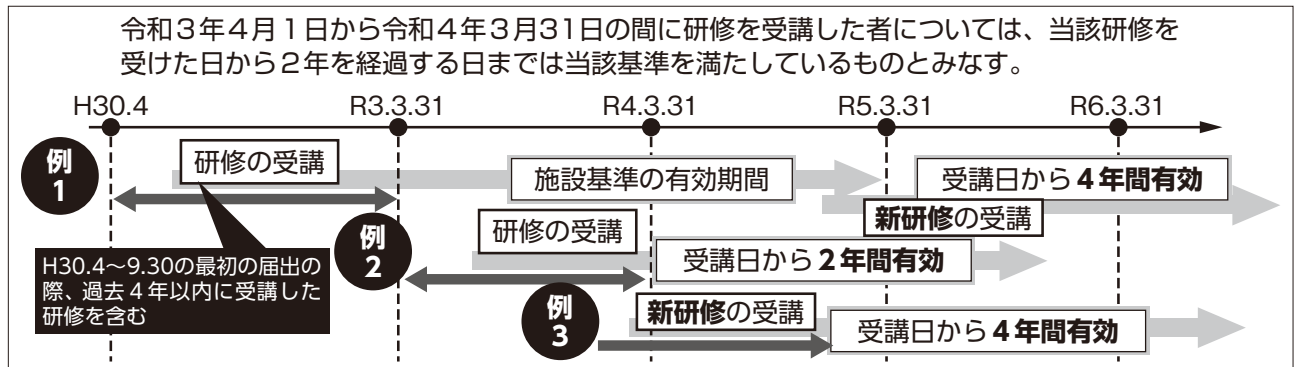 令和３年４月１日から令和４年３月31日の間に研修を受講した者については、当該研修を
受けた日から２年を経過する日までは当該基準を満たしているものとみなす。
H30.4
R3.3.31
R4.3.31
R5.3.31
R6.3.31
例
1
研修の受講
施設基準の有効期間
受講日から４年間有効
新研修の受講
H30.4〜9.30の最初の届出の
際、過去４年以内に受講した
研修を含む
例
2
研修の受講
受講日から２年間有効
例
3
新研修の受講
受講日から４年間有効